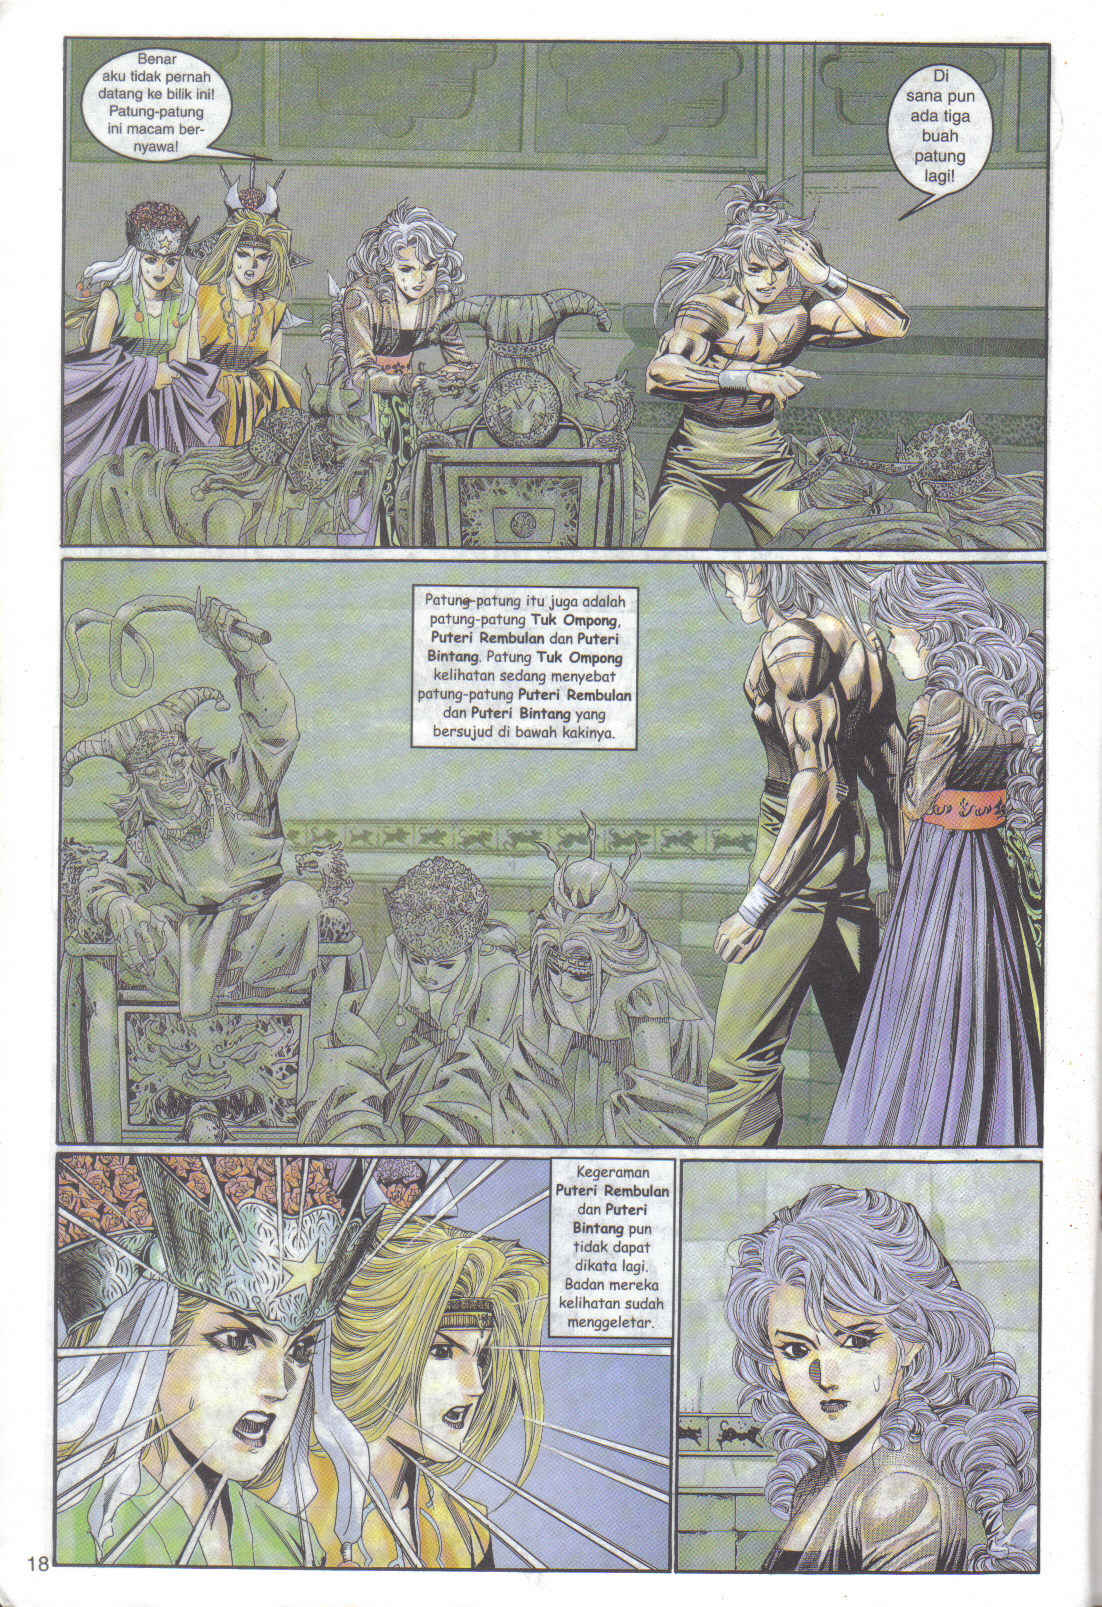 Benar
aku tidak pernah
datang ke bilik ini!
Patung-patung
ini macam ber-
nyawa!
Di
sana pun
ada tiga
buah
patung
lagi!
Patung-patung itu juga adalah
patung-patung Tuk Ompong,
Puteri Rembulan dan Puteri
Bintang. Patung Tuk Ompong
kelihatan sedang menyebat
patung-patung Puteri Rembulan
dan Puteri Bintang yang
bersujud di bawah kakinya.
Kegeraman
Puteri Rembulan
dan Puteri
Bintang pun
tidak dapat
dikata lagi.
Badan mereka
kelihatan sudah
menggeletar.
18